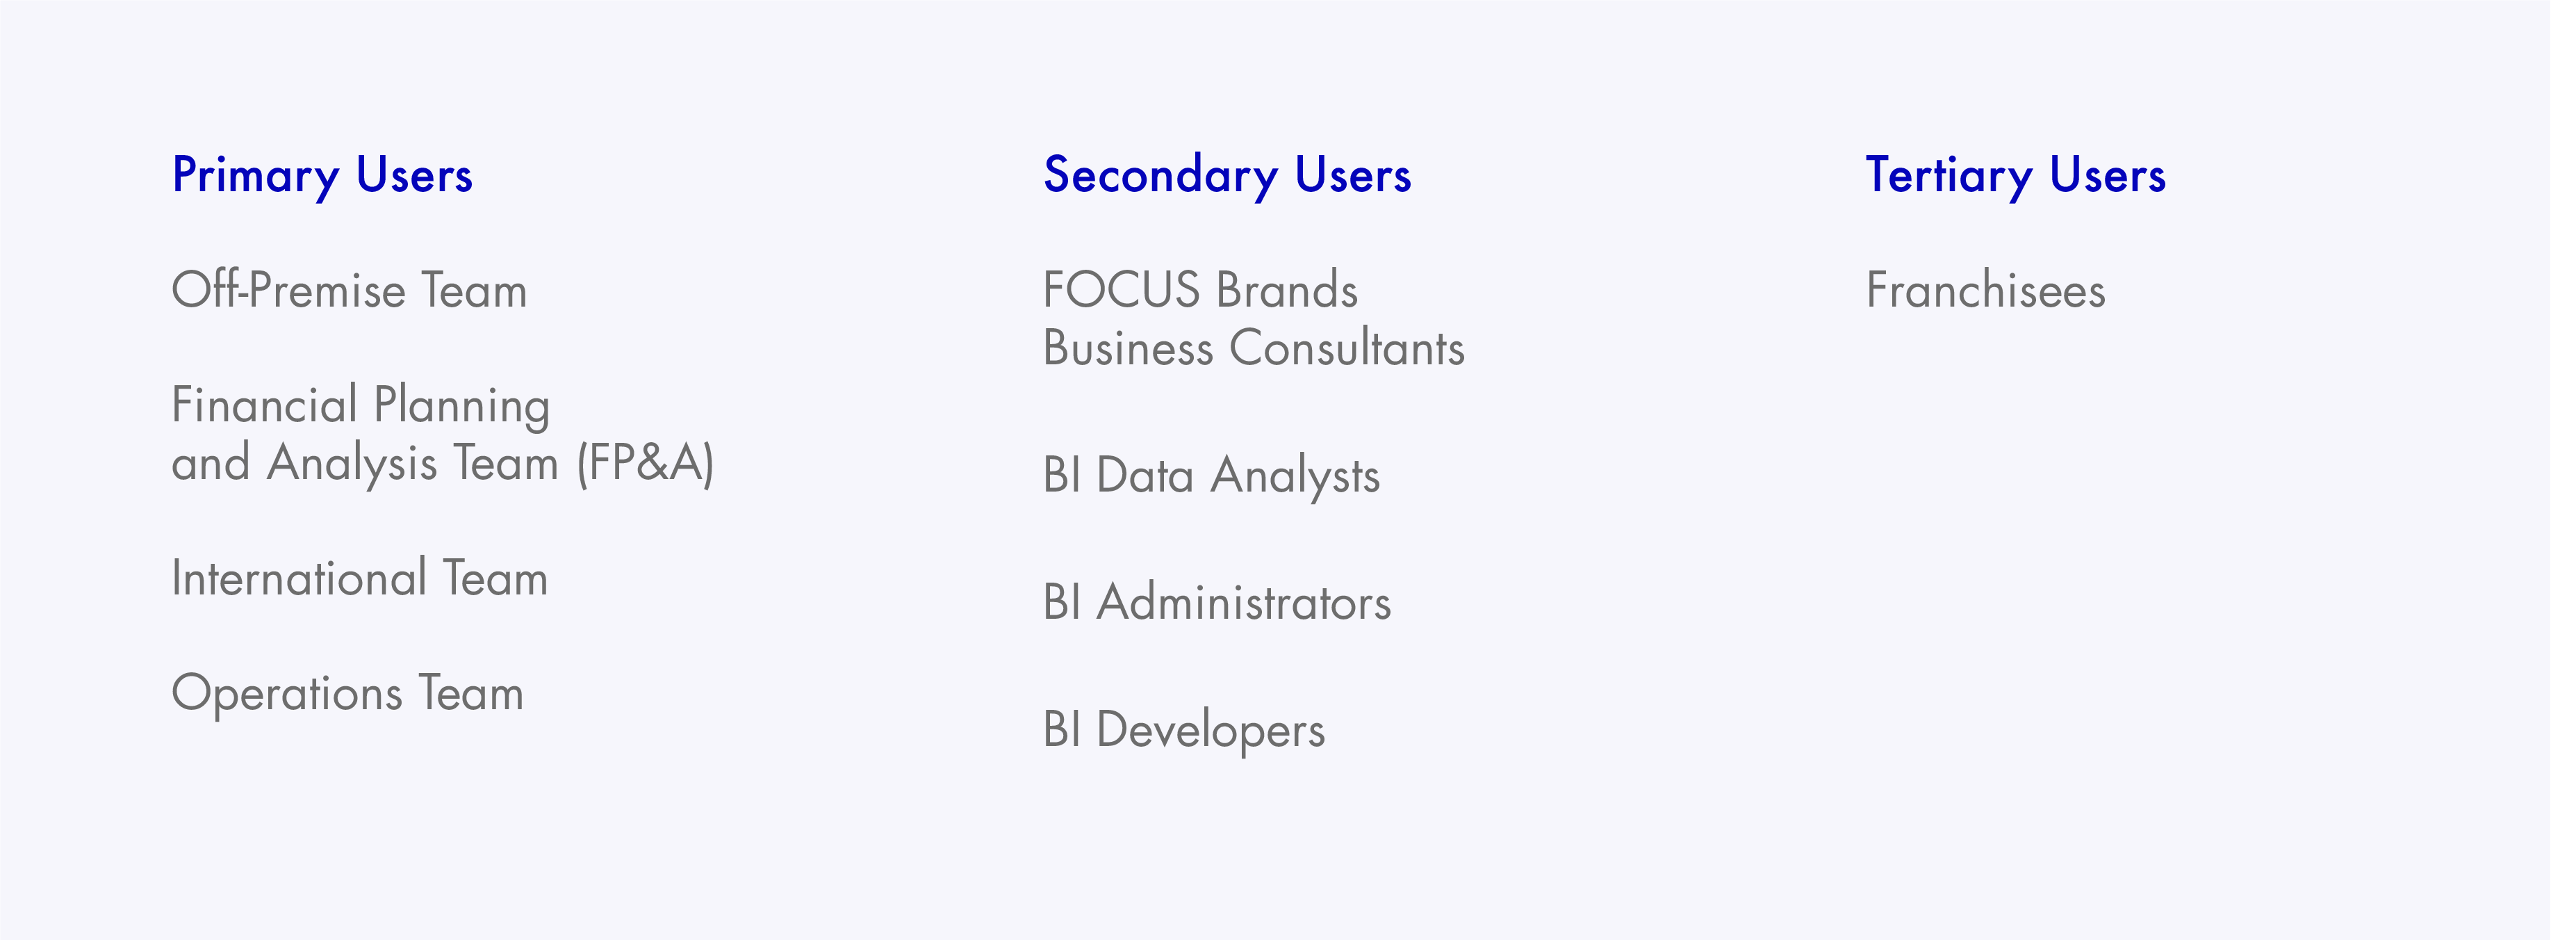 Primary Users
Off-Premise Team
Financial Planning
and Analysis Team (FP&A)
International Team
Operations Team
Secondary Users
FOCUS Brands
Business Consultants
BI Data Analysts
BI Administrators
BI Developers
Tertiary Users
Franchisees